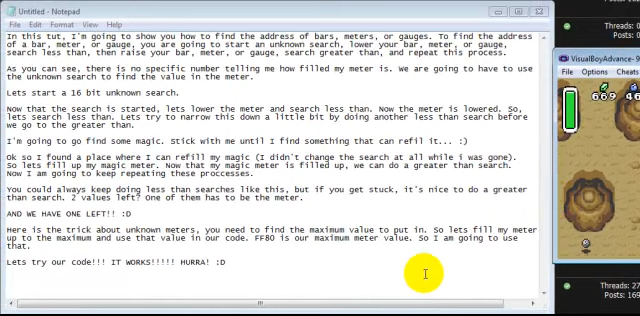 Untitled - Notepad
File Edit Format View Help
In this tut, I'm going to show you how to find the address of bars, meters, or gauges. To find the address
of a bar, meter, or gauge, you are going to start an unknown search, lower your bar, meter, or gauge,
search less than, then raise your bar, meter, or gauge, search greater than, and repeat this process.
As you can see, there is no specific number telling me how filled my meter is. We are going to have to use
the unknown search to find the value in the meter.
Lets start a 16 bit unknown search.
Now that the search is started, lets lower the meter and search less than. Now the meter is lowered. So,
lets search less than. Lets try to narrow this down a little bit by doing another less than search before
we go to the greater than.
I'm going to go find some magic. Stick with me until I find something that can refil it... :)
Ok so I found a place where I can refill my magic (I didn't change the search at all while i was gone).
So lets fill up my magic meter. Now that my magic meter is filled up, we can do a greater than search.
Now I am going to keep repeating these proccesses.
You could always keep doing less than searches like this, but if you get stuck, it's nice to do a greater
than search. 2 values left? One of them has to be the meter.
AND WE HAVE ONE LEFT!! :D
Here is the trick about unknown meters, you need to find the maximum value to put in. So lets fill my meter
up to the maximum and use that value in our code. FF80 is our maximum meter value. So I am going to use
that.
Lets try our code!!! IT WORKS!!!!! HURRA! :D
Threads:
Posts:
VisualBoyAdvance- 9
File Options Cheats
669 46
Threads: 27
Posts: 169